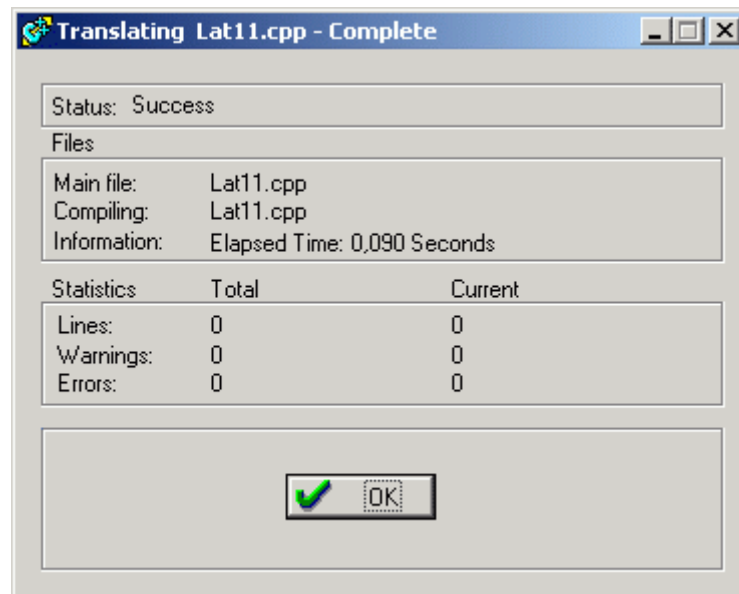 Translating Lat11.cpp - Complete
Status: Success
Files
Main file: Lat11.cpp
Compiling: Lat11.cpp
Information: Elapsed Time: 0,090 Seconds
Statistics Total Current
Lines: 0 0
Warnings: 0 0
Errors: 0 0
OK